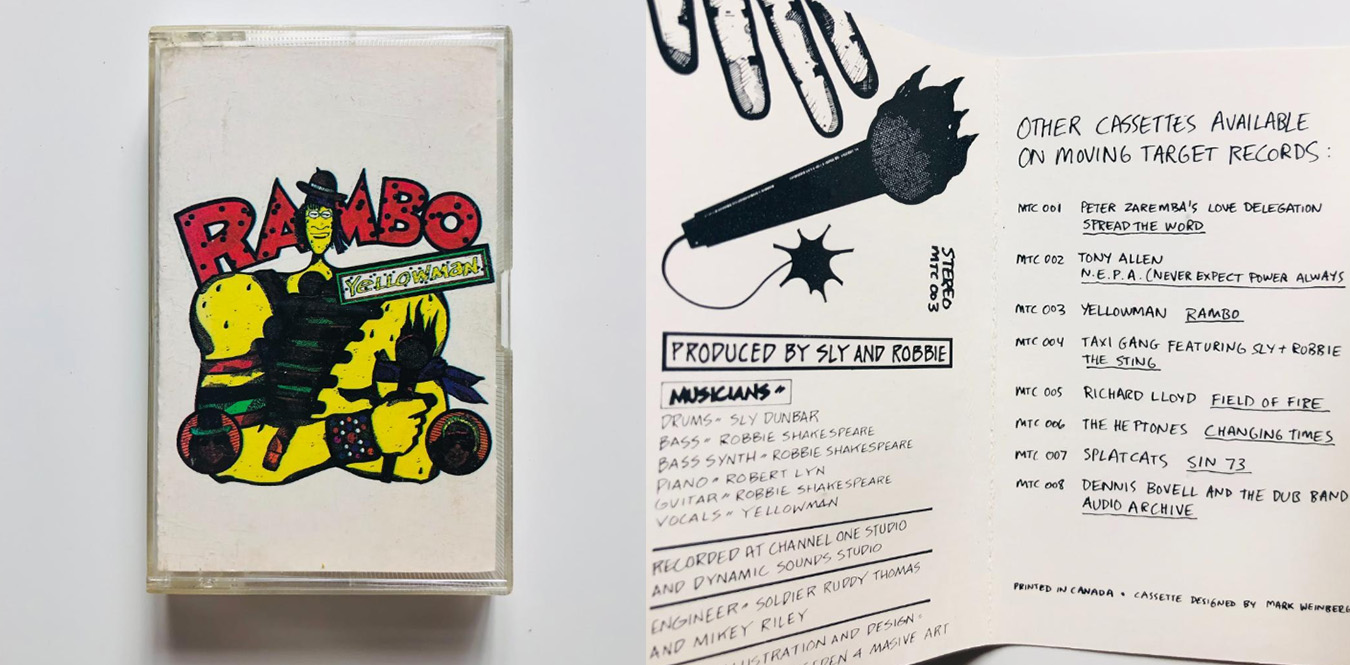 RAMBO
YELLOWMAN
STEREO
MTC 003
PRODUCED BY SLY AND ROBBIE
MUSICIANS"
DRUMS" SLY DUNBAR
BASS" ROBBIE SHAKESPEARE
BASS SYNTH" ROBBIE SHAKESPEARE
PIANO" ROBERT LYN
GUITAR" ROBBIE SHAKESPEARE
VOCALS" YELLOWMAN
RECORDED AT CHANNEL ONE STUDIO
AND DYNAMIC SOUNDS STUDIO
ENGINEER" SOLDIER RUDDY THOMAS
AND MIKEY RILEY
AND DESIGN"
4 MASIVE ART
OTHER CASSETTES AVAILABLE
ON MOVING TARGET RECORDS:
MTC 001 PETER ZAREMBA'S LOVE DELEGATION
SPREAD THE WORD
MTC 002 TONY ALLEN
N.E.P.A. (NEVER EXPECT POWER ALWAYS
MTC 003 YELLOWMAN RAMBO
MTC 004 TAXI GANG FEATURING SLY + ROBBIE
THE STING
MTC 005 RICHARD LLOYD FIELD OF FIRE
MTC 006 THE HEPTONES CHANGING TIMES
MTC 007 SPLATCATS SIN 73
MTC 008 DENNIS BOVELL AND THE DUB BAND
AUDIO ARCHIVE
PRINTED IN CANADA • CASSETTE DESIGNED BY MARK WEINBERG